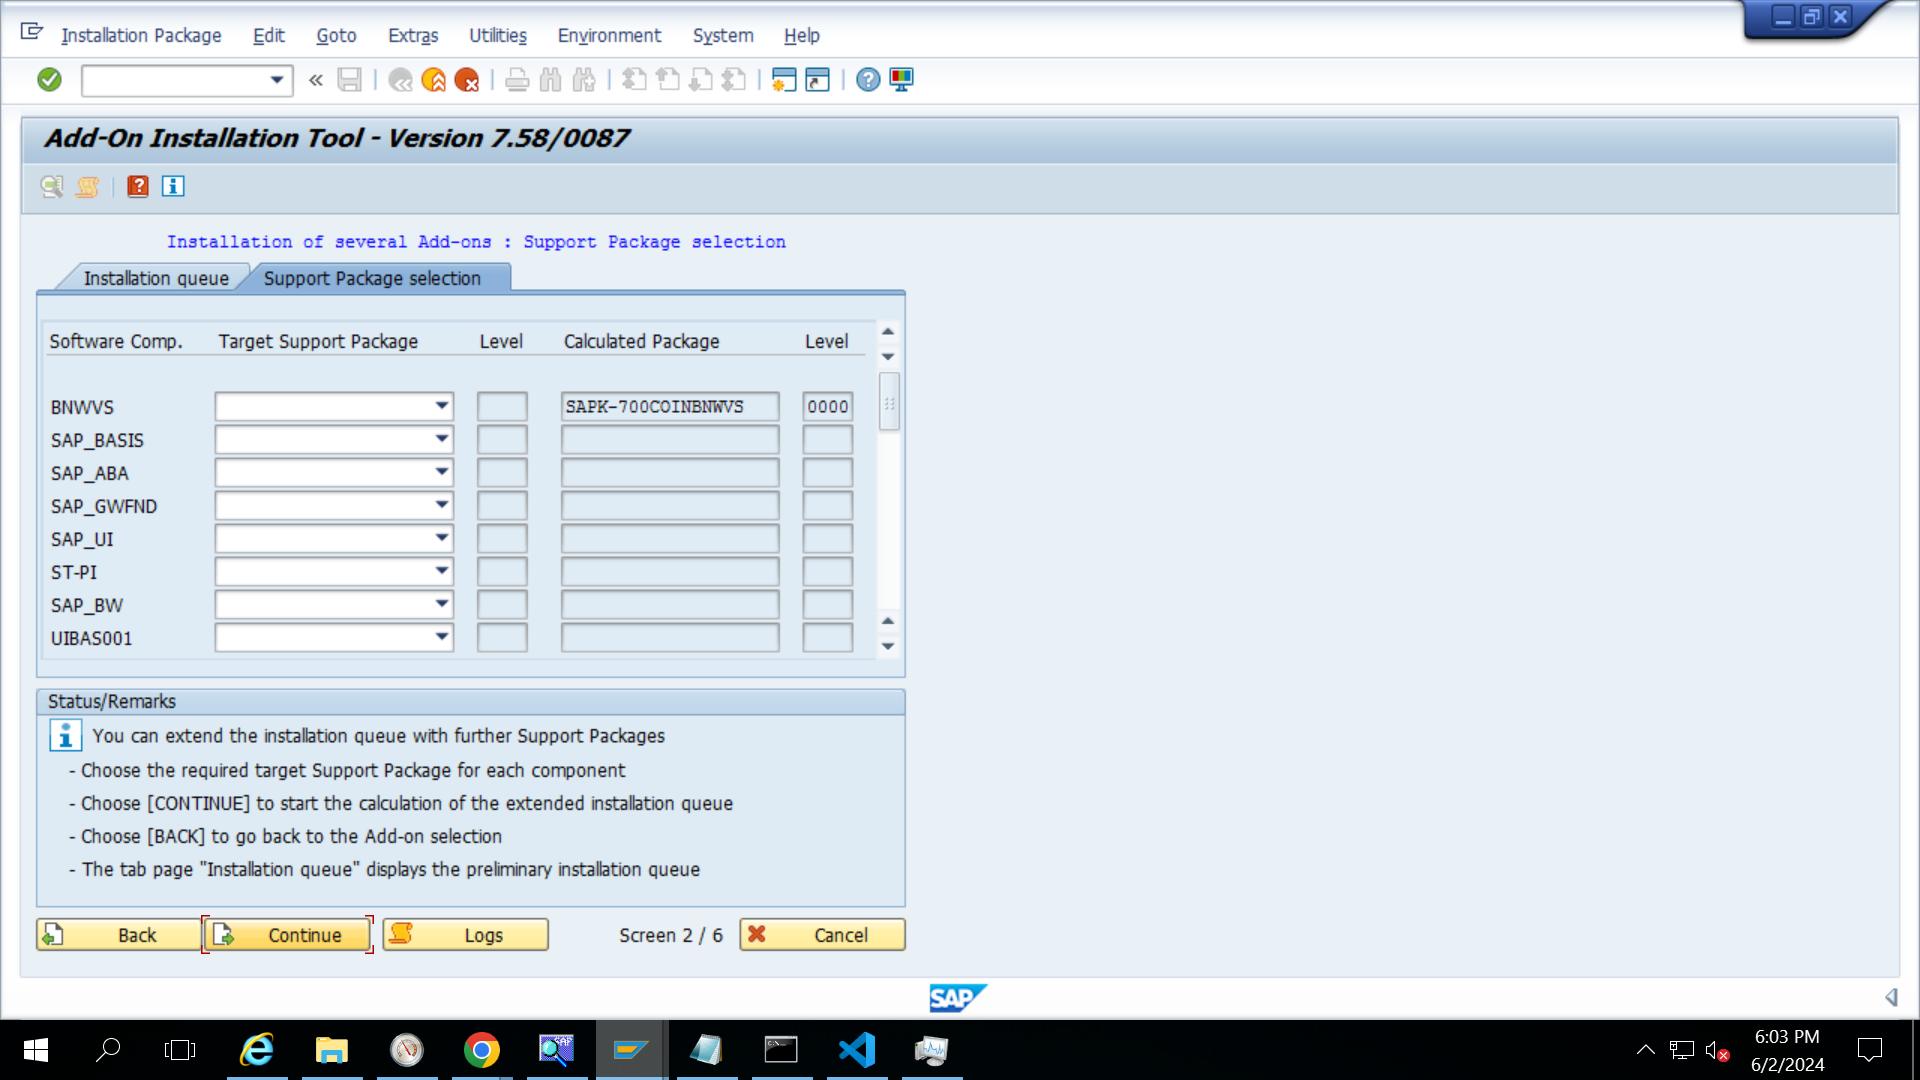 Installation Package Edit Goto Extras Utilities Environment System Help
Add-On Installation Tool - Version 7.58/0087
Installation of several Add-ons : Support Package selection
Installation queue Support Package selection
Software Comp. Target Support Package Level Calculated Package Level
BNWVS SAPK-700COINBNWVS 0000
SAP_BASIS
SAP_ABA
SAP_GWFND
SAP_UI
ST-PI
SAP_BW
UIBAS001
Status/Remarks
You can extend the installation queue with further Support Packages
- Choose the required target Support Package for each component
- Choose [CONTINUE] to start the calculation of the extended installation queue
- Choose [BACK] to go back to the Add-on selection
- The tab page "Installation queue" displays the preliminary installation queue
Back Continue Logs Screen 2 / 6 Cancel
SAP
SAP
6:03 PM
6/2/2024